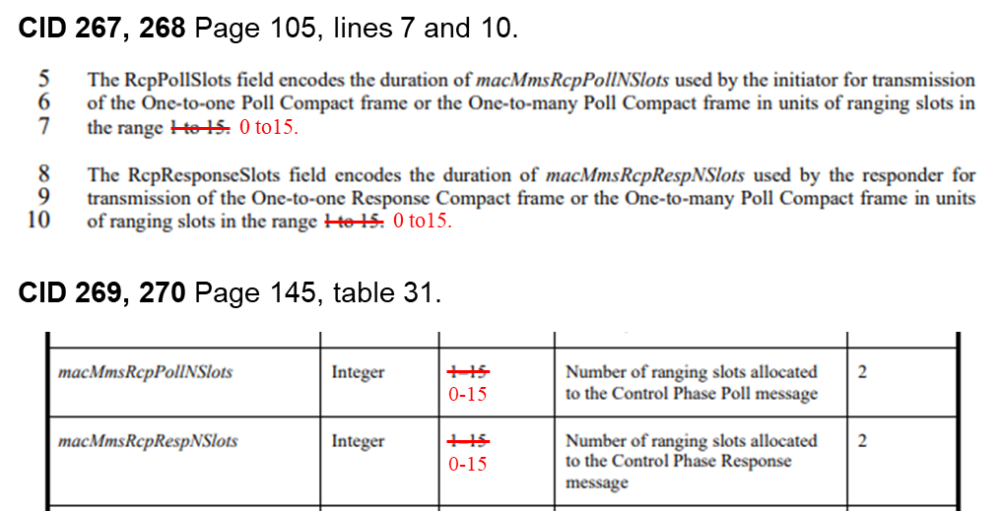 CID 267, 268 Page 105, lines 7 and 10.
5 The RcpPollSlots field encodes the duration of macMmsRcpPollNSlots used by the initiator for transmission
6 of the One-to-one Poll Compact frame or the One-to-many Poll Compact frame in units of ranging slots in
7 the range 1 to 15. 0 to15.
8 The RcpResponseSlots field encodes the duration of macMmsRcpRespNSlots used by the responder for
9 transmission of the One-to-one Response Compact frame or the One-to-many Poll Compact frame in units
10 of ranging slots in the range 1 to 15. 0 to15.
CID 269, 270 Page 145, table 31.
macMmsRcpPollNSlots Integer 1-15 Number of ranging slots allocated 2
0-15 to the Control Phase Poll message
macMmsRcpRespNSlots Integer 1-15 Number of ranging slots allocated 2
0-15 to the Control Phase Response
message